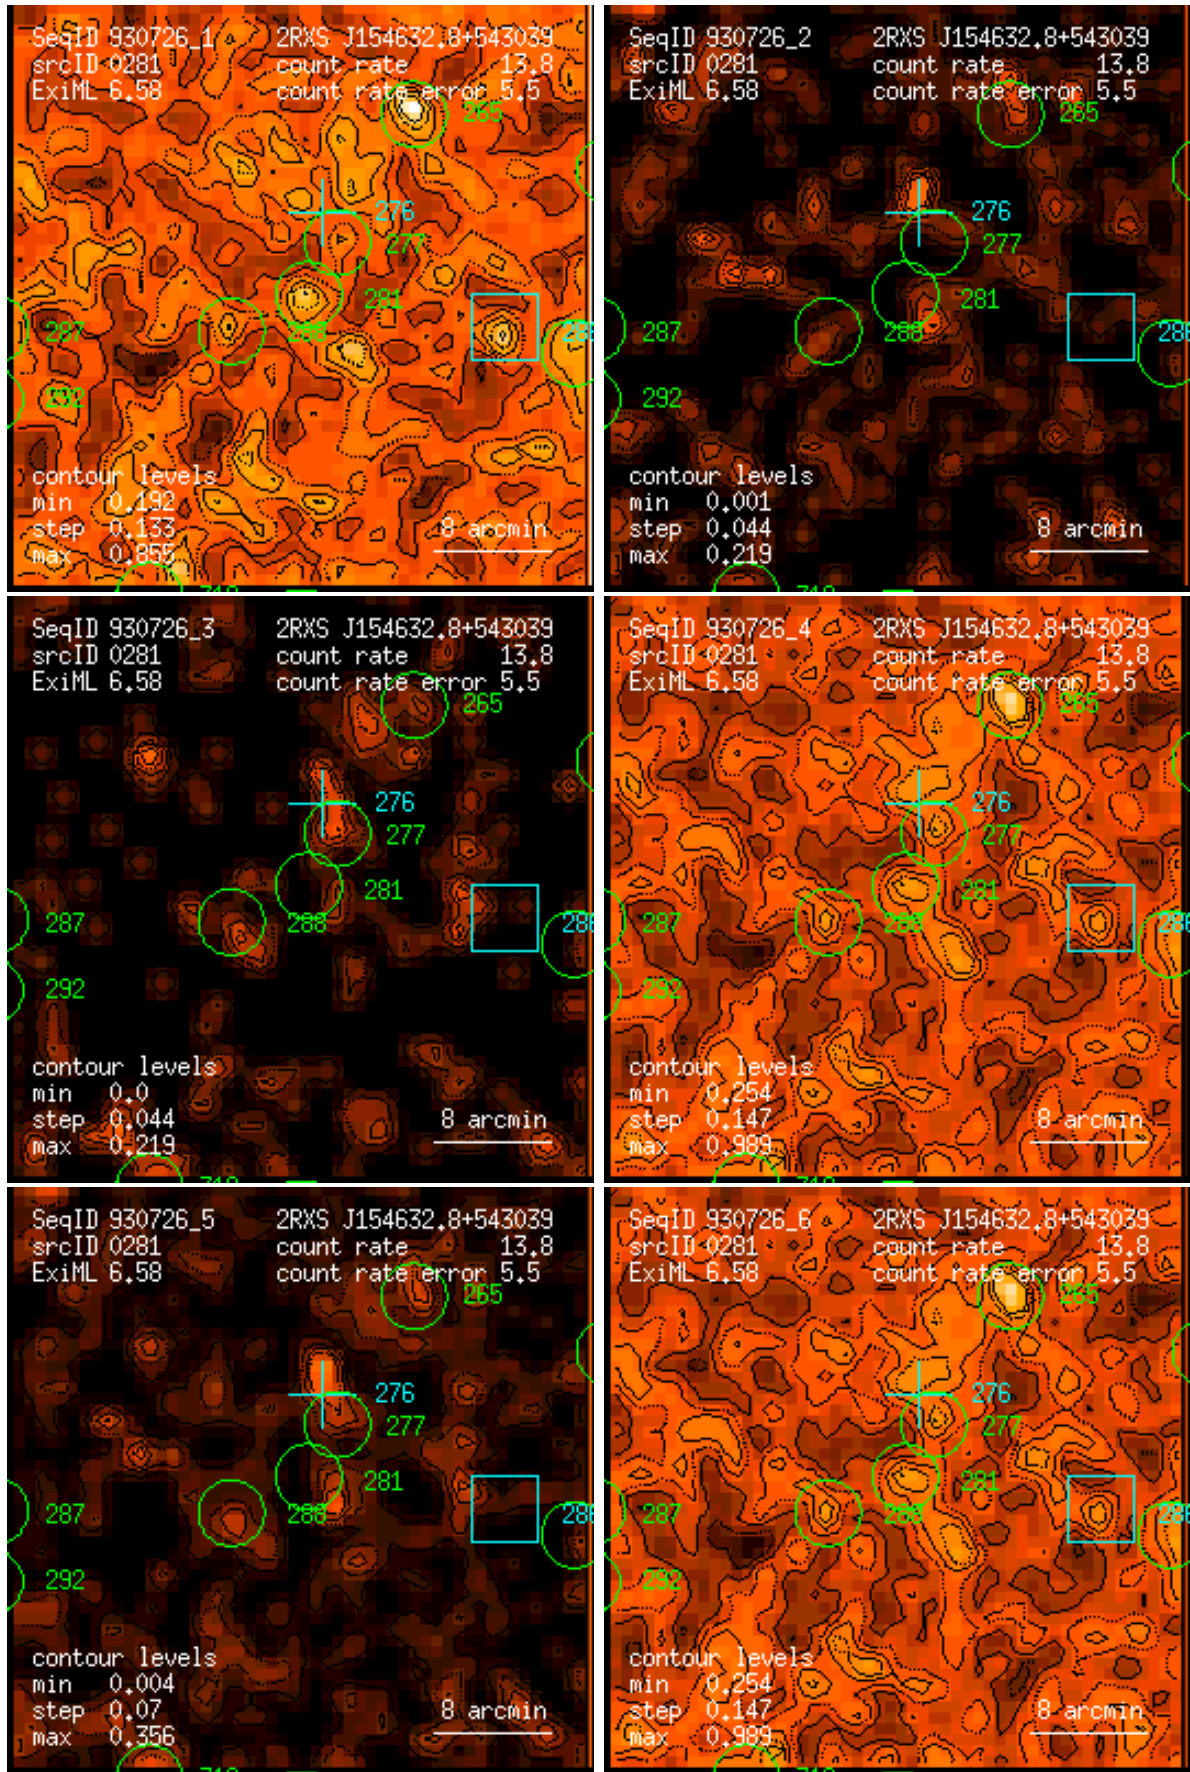 SeqID 930726_1 2RXS J154632.8+543039
srcID 0281 count rate 13.8
ExiML 6.58 count rate error 5.5
265
276
277
281
287 288 286
292
contour levels
min 0.192
step 0.133
max 0.855
8 arcmin
SeqID 930726_2 2RXS J154632.8+543039
srcID 0281 count rate 13.8
ExiML 6.58 count rate error 5.5
265
276
277
281
287 288 286
292
contour levels
min 0.001
step 0.044
max 0.219
8 arcmin
SeqID 930726_3 2RXS J154632.8+543039
srcID 0281 count rate 13.8
ExiML 6.58 count rate error 5.5
265
276
277
281
287 288 286
292
contour levels
min 0.0
step 0.044
max 0.219
8 arcmin
SeqID 930726_4 2RXS J154632.8+543039
srcID 0281 count rate 13.8
ExiML 6.58 count rate error 5.5
265
276
277
281
287 288 286
292
contour levels
min 0.254
step 0.147
max 0.989
8 arcmin
SeqID 930726_5 2RXS J154632.8+543039
srcID 0281 count rate 13.8
ExiML 6.58 count rate error 5.5
265
276
277
281
287 288 286
292
contour levels
min 0.004
step 0.07
max 0.356
8 arcmin
SeqID 930726_6 2RXS J154632.8+543039
srcID 0281 count rate 13.8
ExiML 6.58 count rate error 5.5
265
276
277
281
287 288 286
292
contour levels
min 0.254
step 0.147
max 0.989
8 arcmin